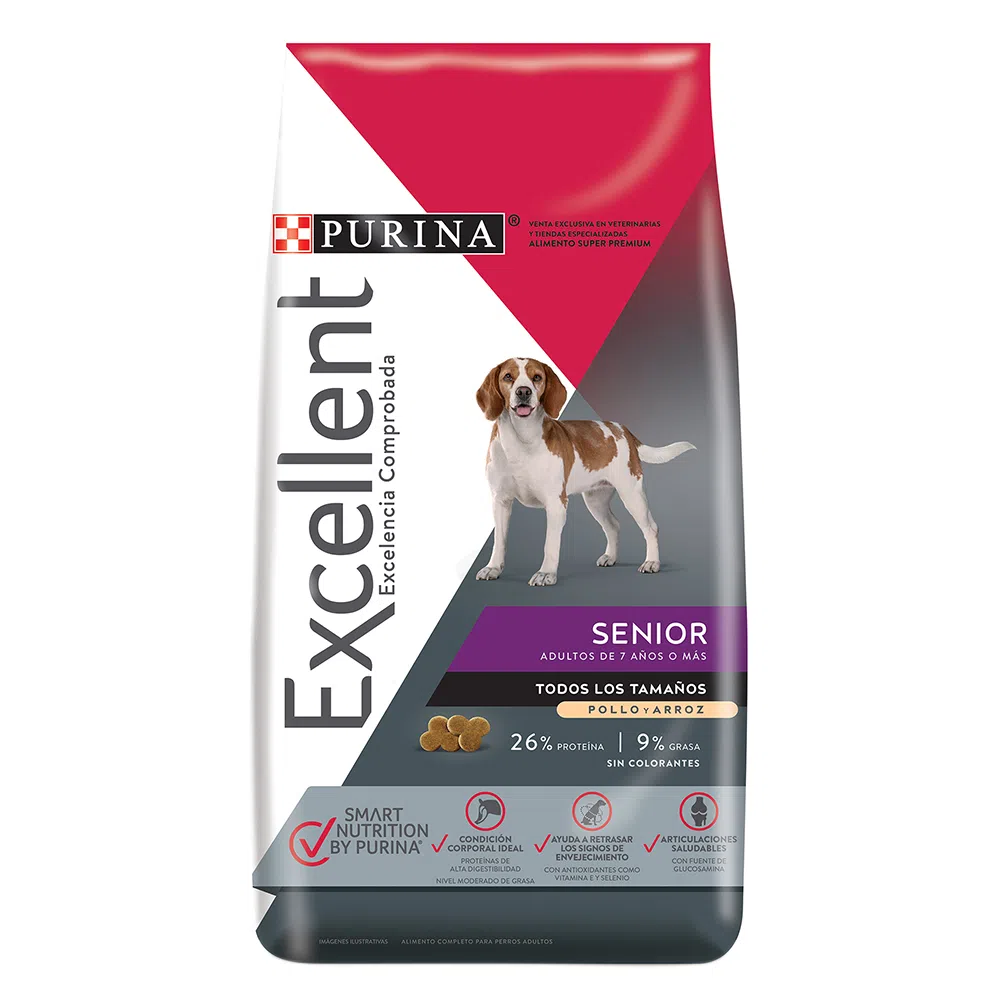 PURINA®
VENTA EXCLUSIVA EN VETERINARIAS
Y TIENDAS ESPECIALIZADAS
ALIMENTO SUPER PREMIUM
Excellent
Excelencia Comprobada
SENIOR
ADULTOS DE 7 AÑOS O MÁS
TODOS LOS TAMAÑOS
POLLO Y ARROZ
26% PROTEÍNA | 9% GRASA
SIN COLORANTES
SMART
NUTRITION
BY PURINA®
CONDICIÓN
CORPORAL IDEAL
PROTEÍNAS DE
ALTA DIGESTIBILIDAD
NIVEL MODERADO DE GRASA
AYUDA A RETRASAR
LOS SIGNOS DE
ENVEJECIMIENTO
CON ANTIOXIDANTES COMO
VITAMINA E Y SELENIO
ARTICULACIONES
SALUDABLES
CON FUENTE DE
GLUCOSAMINA
IMÁGENES ILUSTRATIVAS
ALIMENTO COMPLETO PARA PERROS ADULTOS